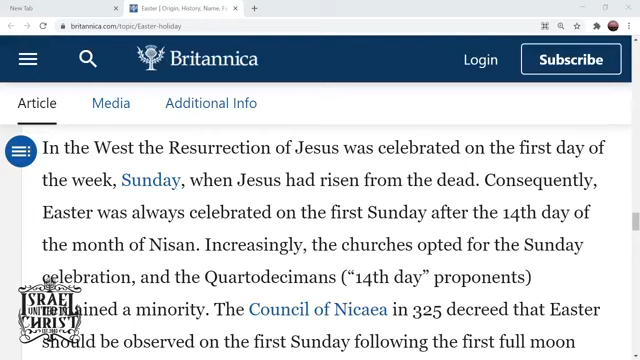 New Tab
Easter | Origin, History, Name, F
britannica.com/topic/Easter-holiday
Britannica
Login
Subscribe
Article
Media
Additional Info
In the West the Resurrection of Jesus was celebrated on the first day of
the week, Sunday, when Jesus had risen from the dead. Consequently,
Easter was always celebrated on the first Sunday after the 14th day of
the month of Nisan. Increasingly, the churches opted for the Sunday
celebration, and the Quartodecimans (“14th day” proponents)
a minority. The Council of Nicaea in 325 decreed that Easter
should be observed on the first Sunday following the first full moon
ISRAEL
UNITED IN
CHRIST